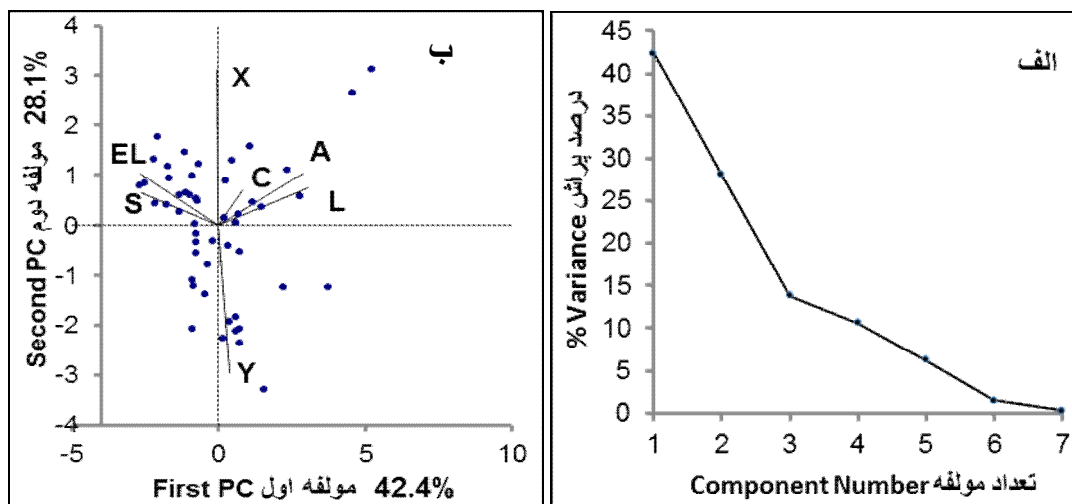 ب
Second PC مولفه دوم 28.1%
4
3
2
1
0
-1
-2
-3
-4
X
EL
A
C
S
L
Y
-5
0
5
10
First PC مولفه اول 42.4%
الف
% Variance درصد پراش
45
40
35
30
25
20
15
10
5
0
1 2 3 4 5 6 7
Component Number تعداد مولفه